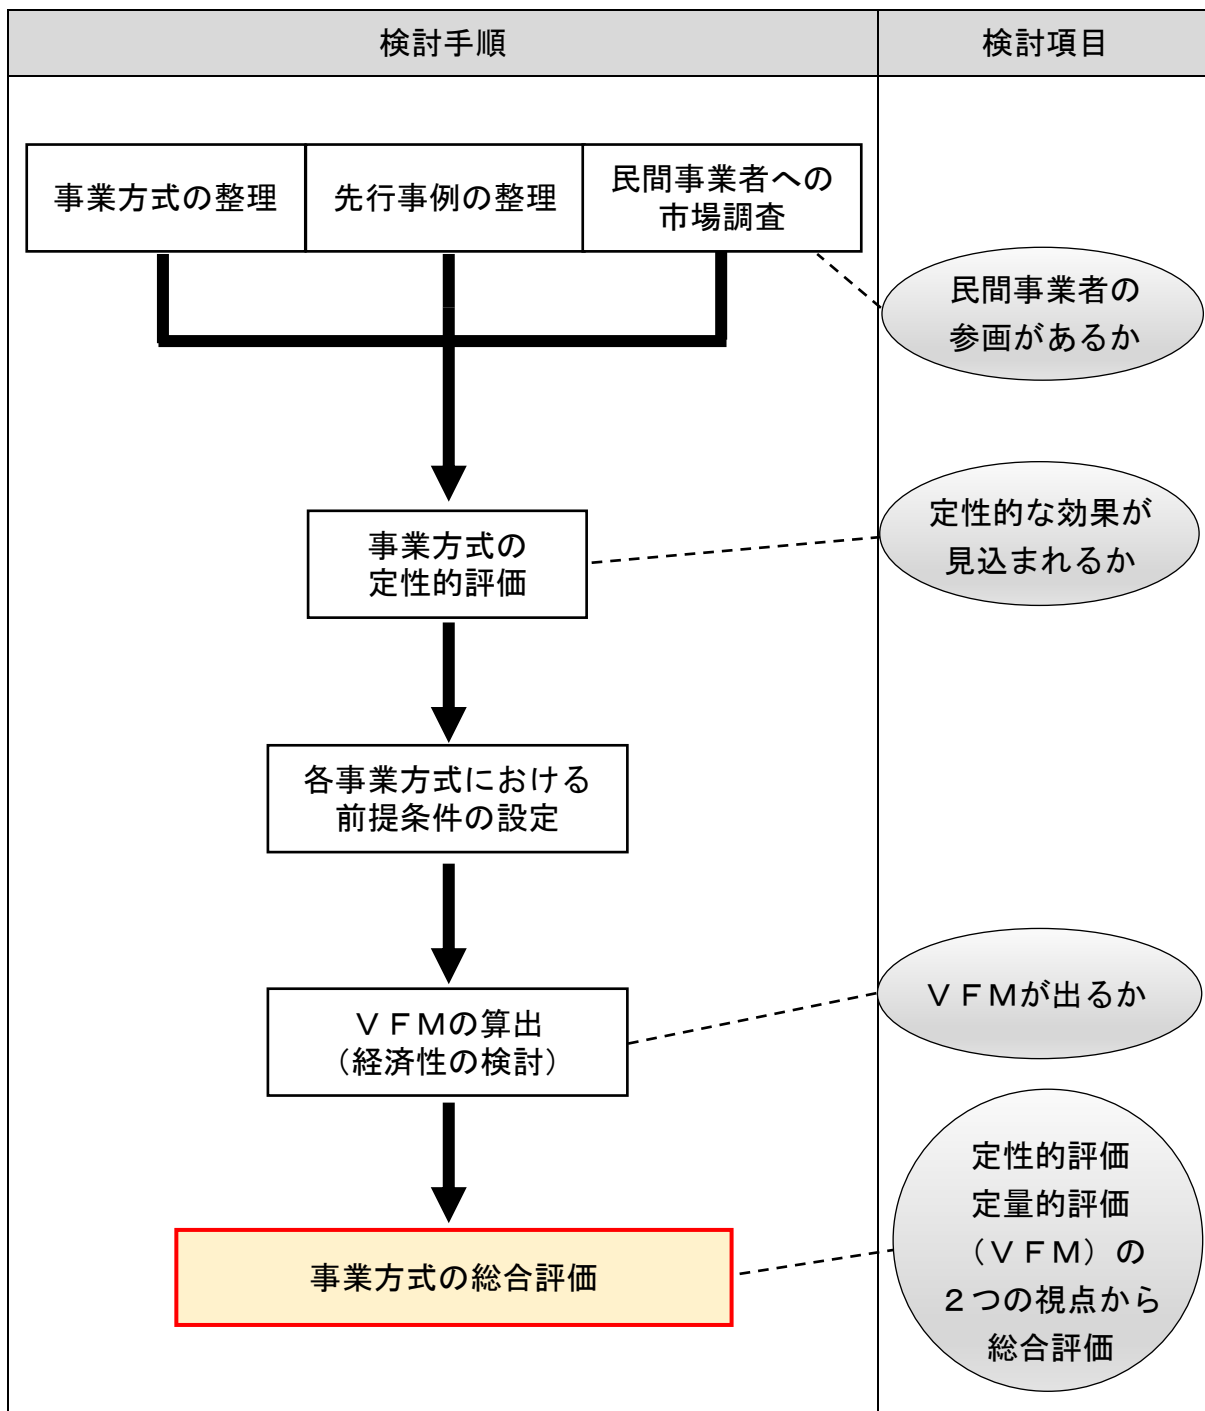 検討手順
検討項目
事業方式の整理
先行事例の整理
民間事業者への
市場調査
民間事業者の
参画があるか
事業方式の
定性的評価
定性的な効果が
見込まれるか
各事業方式における
前提条件の設定
ＶＦＭの算出
（経済性の検討）
ＶＦＭが出るか
事業方式の総合評価
定性的評価
定量的評価
（ＶＦＭ）の
２つの視点から
総合評価